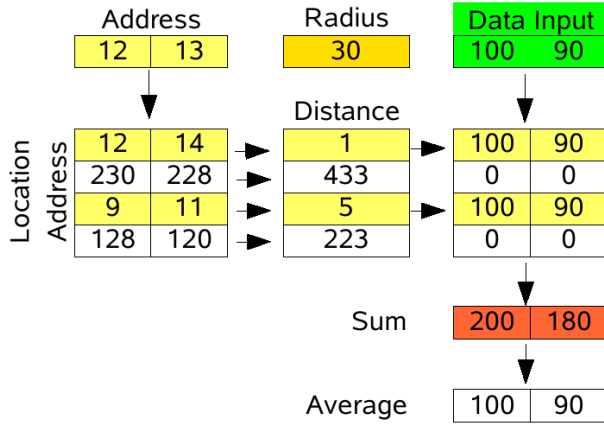 Address Radius Data Input
12 13 30 100 90
Distance
Location Address
12 14 1 100 90
230 228 433 0 0
9 11 5 100 90
128 120 223 0 0
Sum 200 180
Average 100 90